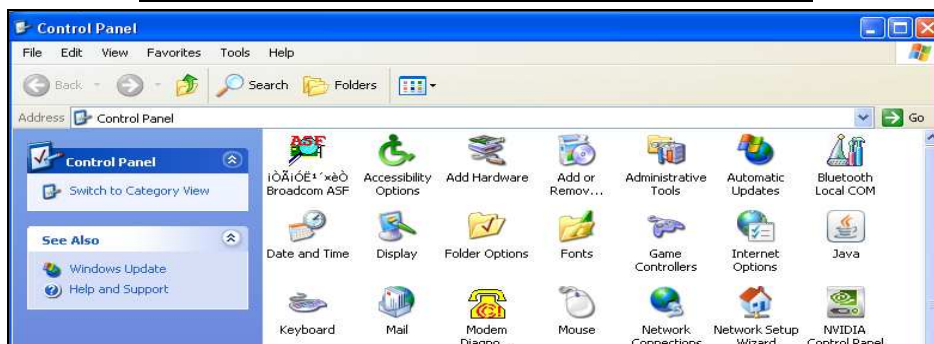 Control Panel
File Edit View Favorites Tools Help
Back Search Folders
Address Control Panel Go
Control Panel
Switch to Category View
See Also
Windows Update
Help and Support
Broadcom ASF
Accessibility
Options
Add Hardware
Add or
Remov...
Administrative
Tools
Automatic
Updates
Bluetooth
Local COM
Date and Time
Display
Folder Options
Fonts
Game
Controllers
Internet
Options
Java
Keyboard
Mail
Modem
Diagno...
Mouse
Network
Connections
Network Setup
Wizard
NVIDIA
Control Panel